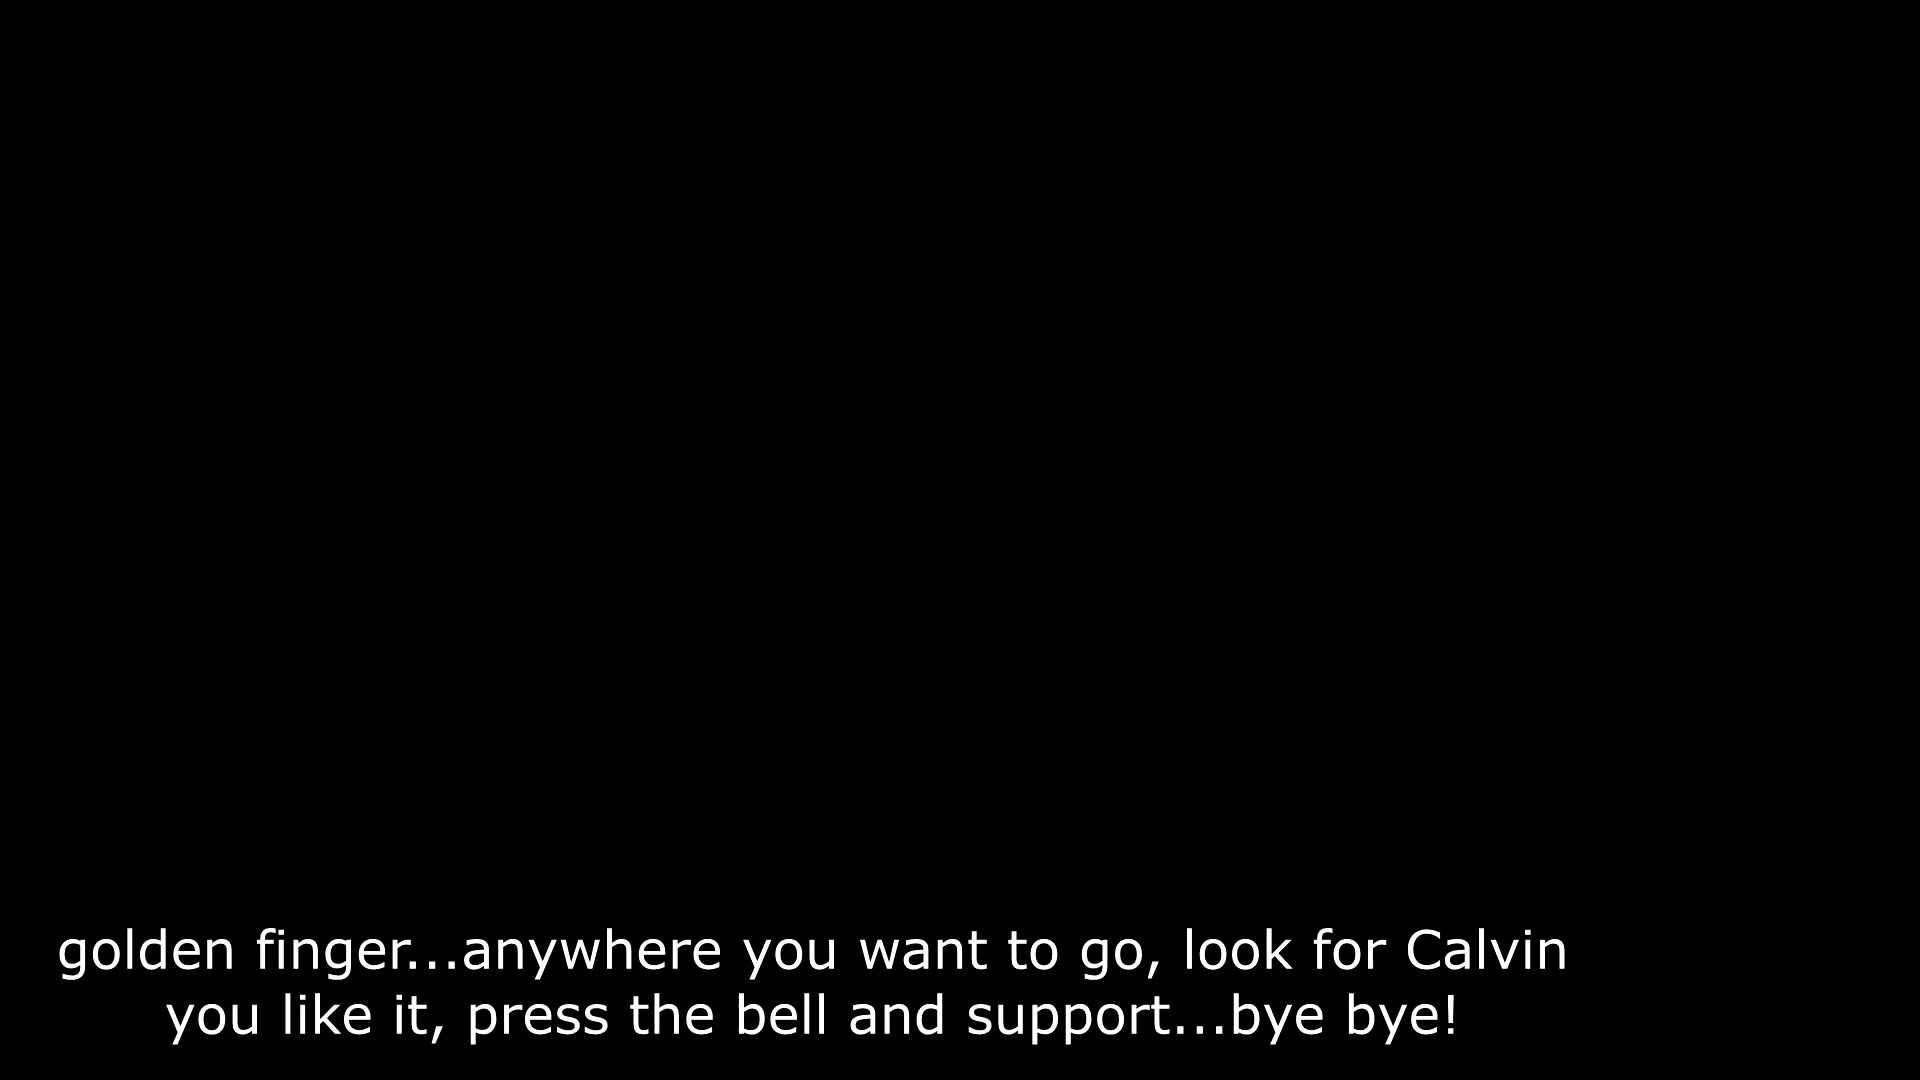 golden finger...anywhere you want to go, look for Calvin
you like it, press the bell and support...bye bye!